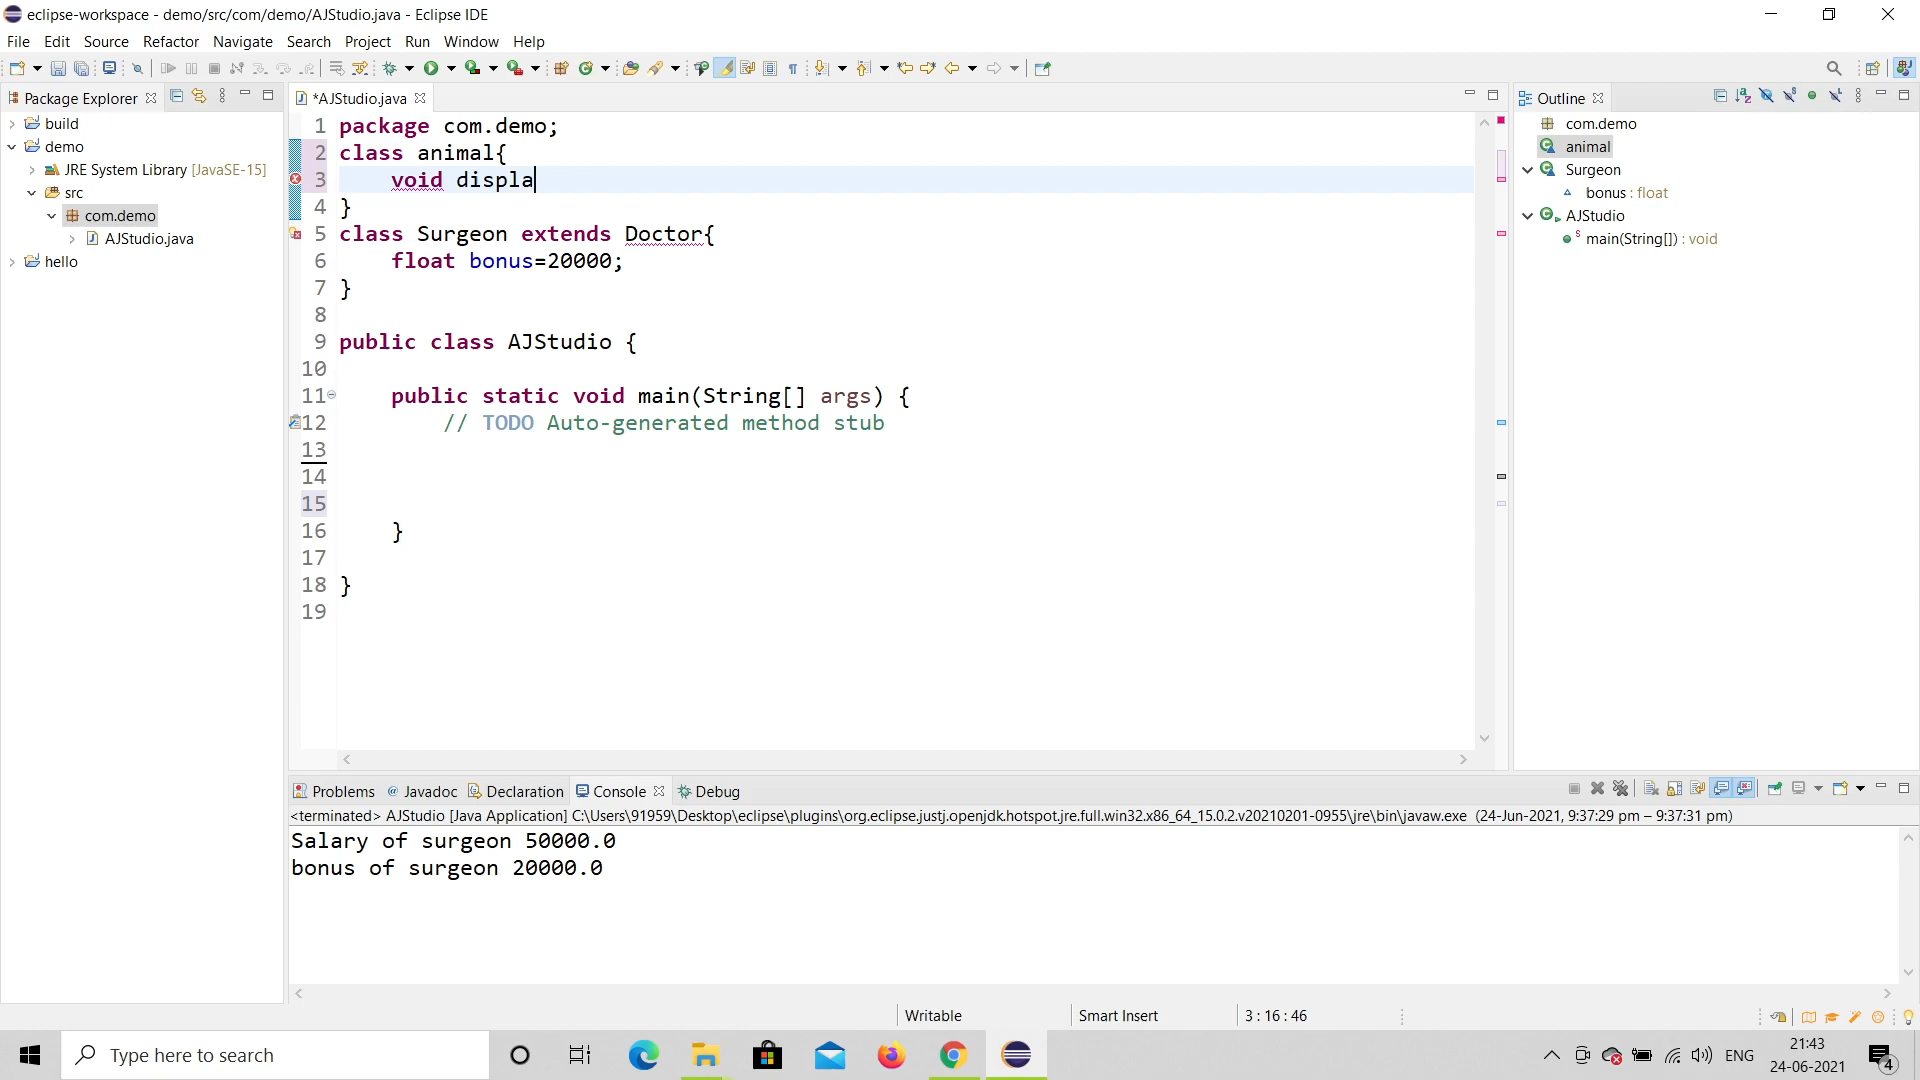 eclipse-workspace - demo/src/com/demo/AJStudio.java - Eclipse IDE
File Edit Source Refactor Navigate Search Project Run Window Help
Package Explorer
build
demo
JRE System Library [JavaSE-15]
src
com.demo
AJStudio.java
hello
*AJStudio.java
1 package com.demo;
2 class animal{
3 void displa
4 }
5 class Surgeon extends Doctor{
6 float bonus=20000;
7 }
8
9 public class AJStudio {
10
11 public static void main(String[] args) {
12 // TODO Auto-generated method stub
13
14
15
16 }
17
18 }
19
Outline
com.demo
animal
Surgeon
bonus : float
AJStudio
main(String[]) : void
Problems Javadoc Declaration Console Debug
<terminated> AJStudio [Java Application] C:\Users\91959\Desktop\eclipse\plugins\org.eclipse.justj.openjdk.hotspot.jre.full.win32.x86_64_15.0.2.v20210201-0955\jre\bin\javaw.exe (24-Jun-2021, 9:37:29 pm – 9:37:31 pm)
Salary of surgeon 50000.0
bonus of surgeon 20000.0
Writable Smart Insert 3 : 16 : 46
Type here to search
ENG
21:43
24-06-2021
4